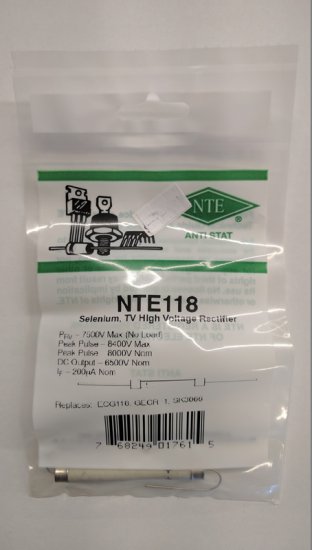 NTE
®
ANTI STAT
NTE118
Selenium, TV High Voltage Rectifier
PRV – 7500V Max (No Load)
Peak Pulse – 8400V Max
Peak Pulse – 8000V Nom
DC Output – 6500V Nom
IF – 200µA Nom
Replaces: ECG118, GECR-1, SK3066
7 68249 01761 5